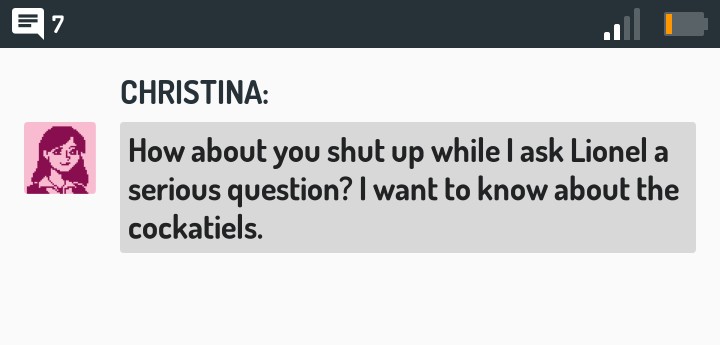 7
CHRISTINA:
How about you shut up while I ask Lionel a
serious question? I want to know about the
cockatiels.